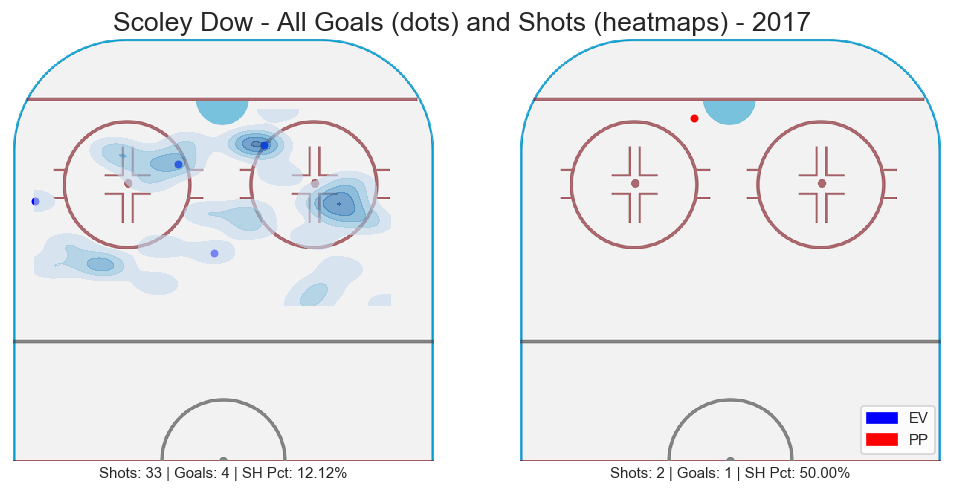 Scoley Dow - All Goals (dots) and Shots (heatmaps) - 2017
EV
PP
Shots: 33 | Goals: 4 | SH Pct: 12.12%
Shots: 2 | Goals: 1 | SH Pct: 50.00%